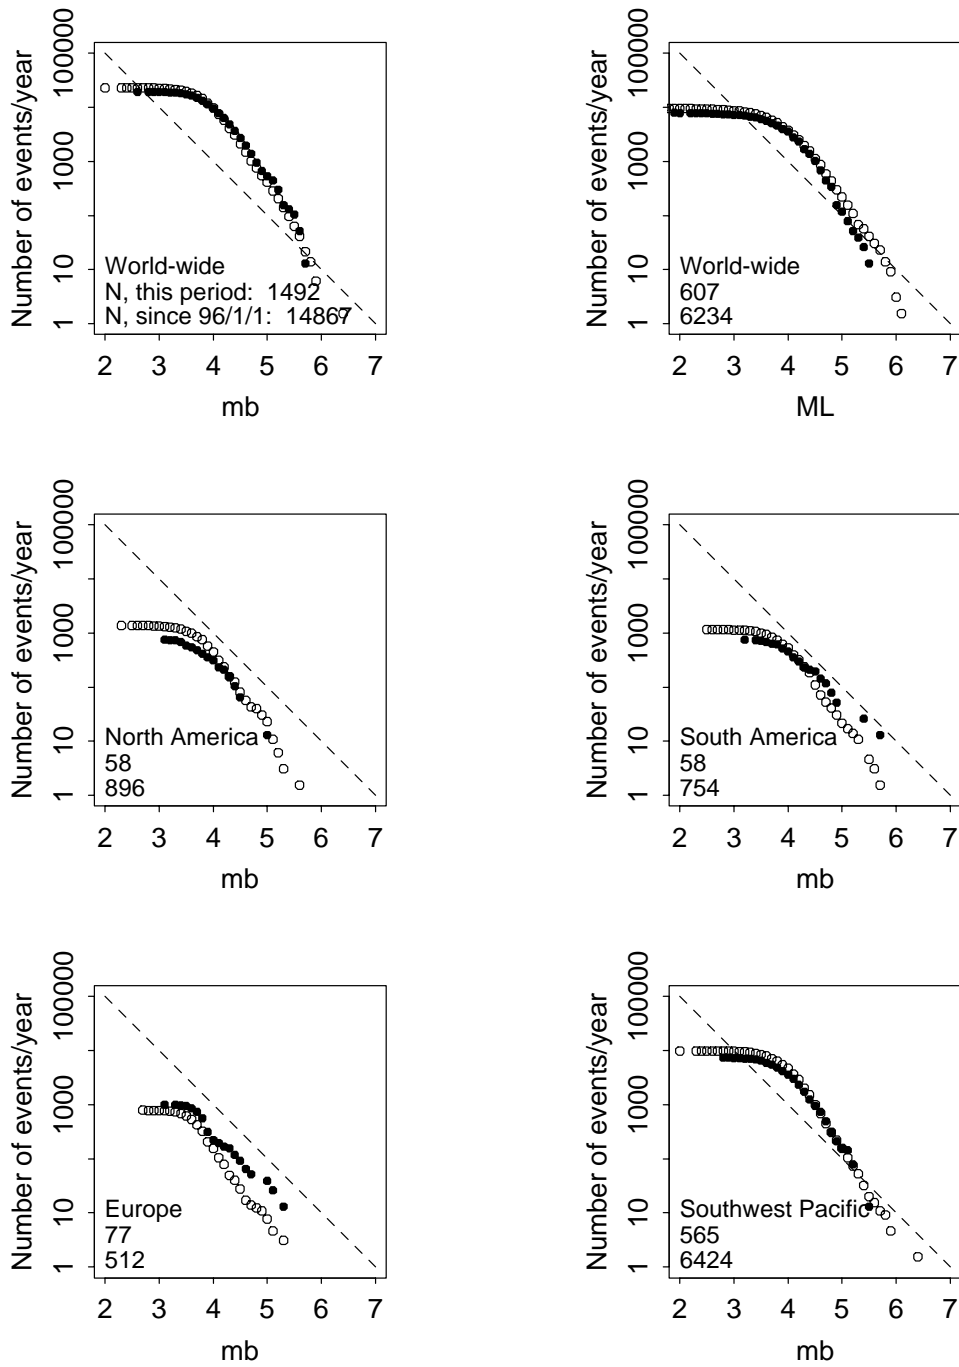 Number of events/year
100000
1000
10
1
World-wide
N, this period: 1492
N, since 96/1/1: 14867
2 3 4 5 6 7
mb
Number of events/year
100000
1000
10
1
World-wide
607
6234
2 3 4 5 6 7
ML
Number of events/year
100000
1000
10
1
North America
58
896
2 3 4 5 6 7
mb
Number of events/year
100000
1000
10
1
South America
58
754
2 3 4 5 6 7
mb
Number of events/year
100000
1000
10
1
Europe
77
512
2 3 4 5 6 7
mb
Number of events/year
100000
1000
10
1
Southwest Pacific
565
6424
2 3 4 5 6 7
mb